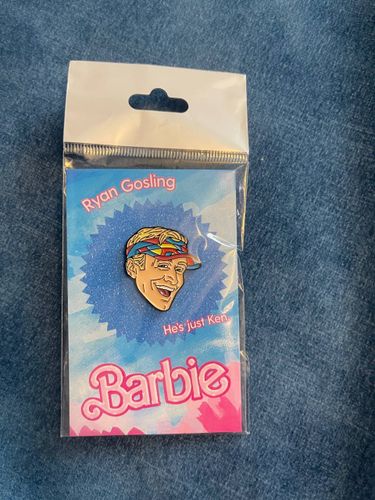 Ryan Gosling
He's just Ken.
Barbie